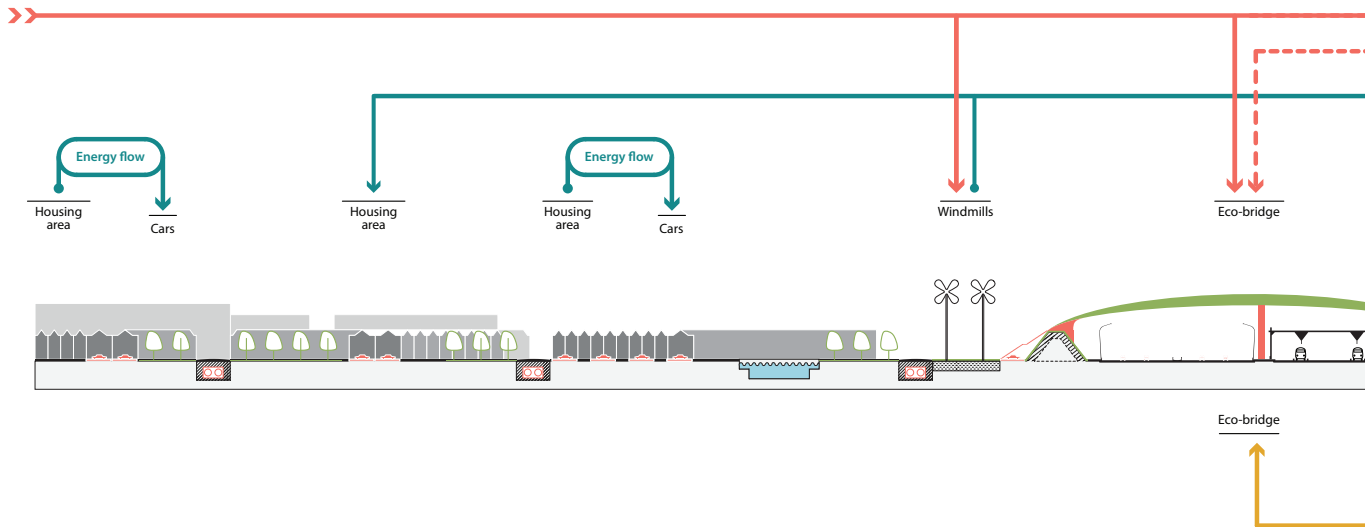 Energy flow
Energy flow
Housing
area
Cars
Housing
area
Housing
area
Cars
Windmills
Eco-bridge
Eco-bridge